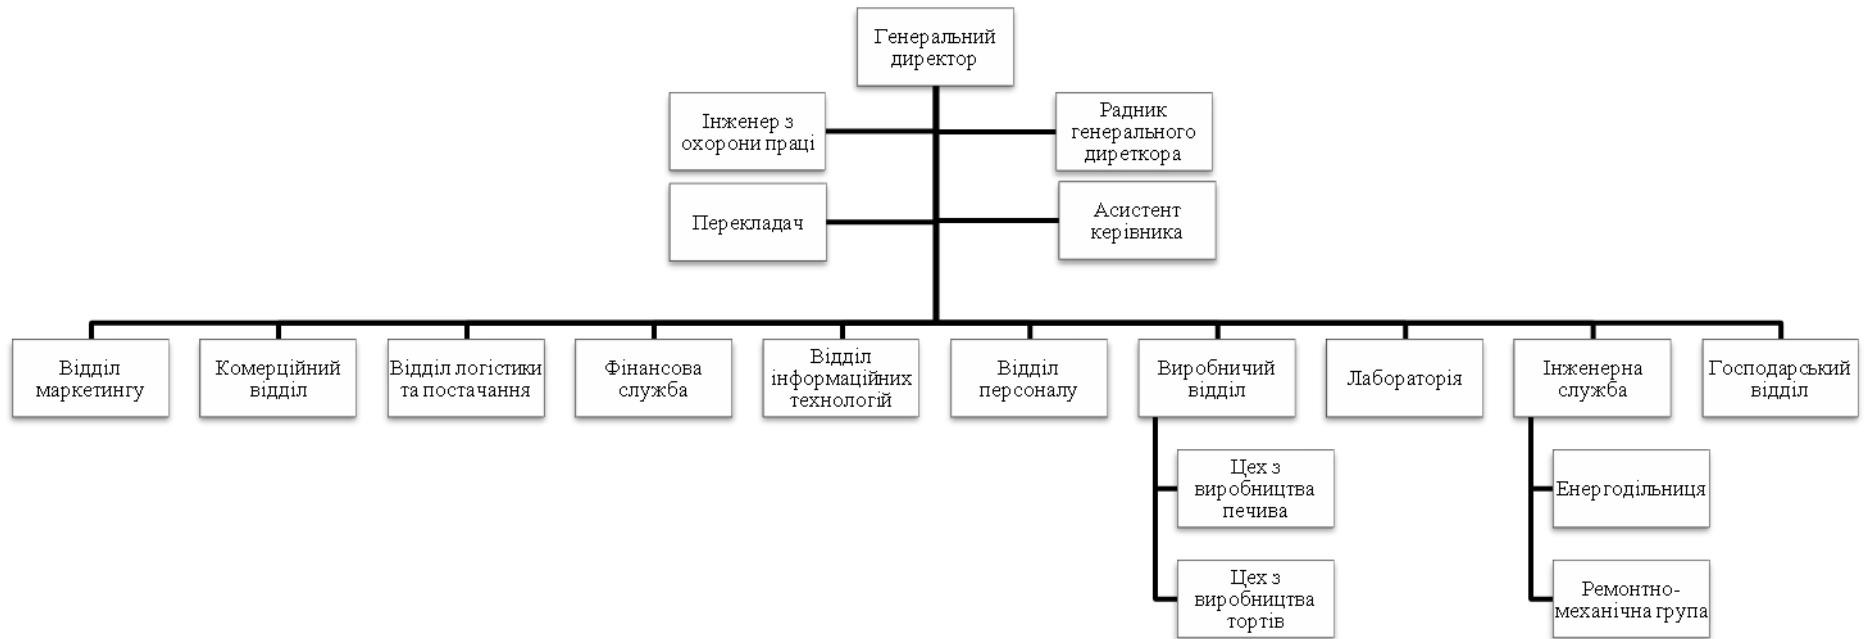 Генеральний
директор
Інженер з
охорони праці
Радник
генерального
диреткора
Перекладач
Асистент
керівника
Відділ
маркетингу
Комерційний
відділ
Відділ логістики
та постачання
Фінансова
служба
Відділ
інформаційних
технологій
Відділ
персоналу
Виробничий
відділ
Лабораторія
Інженерна
служба
Господарський
відділ
Цех з
виробництва
печива
Енергодільниця
Цех з
виробництва
тортів
Ремонтно-
механічна група